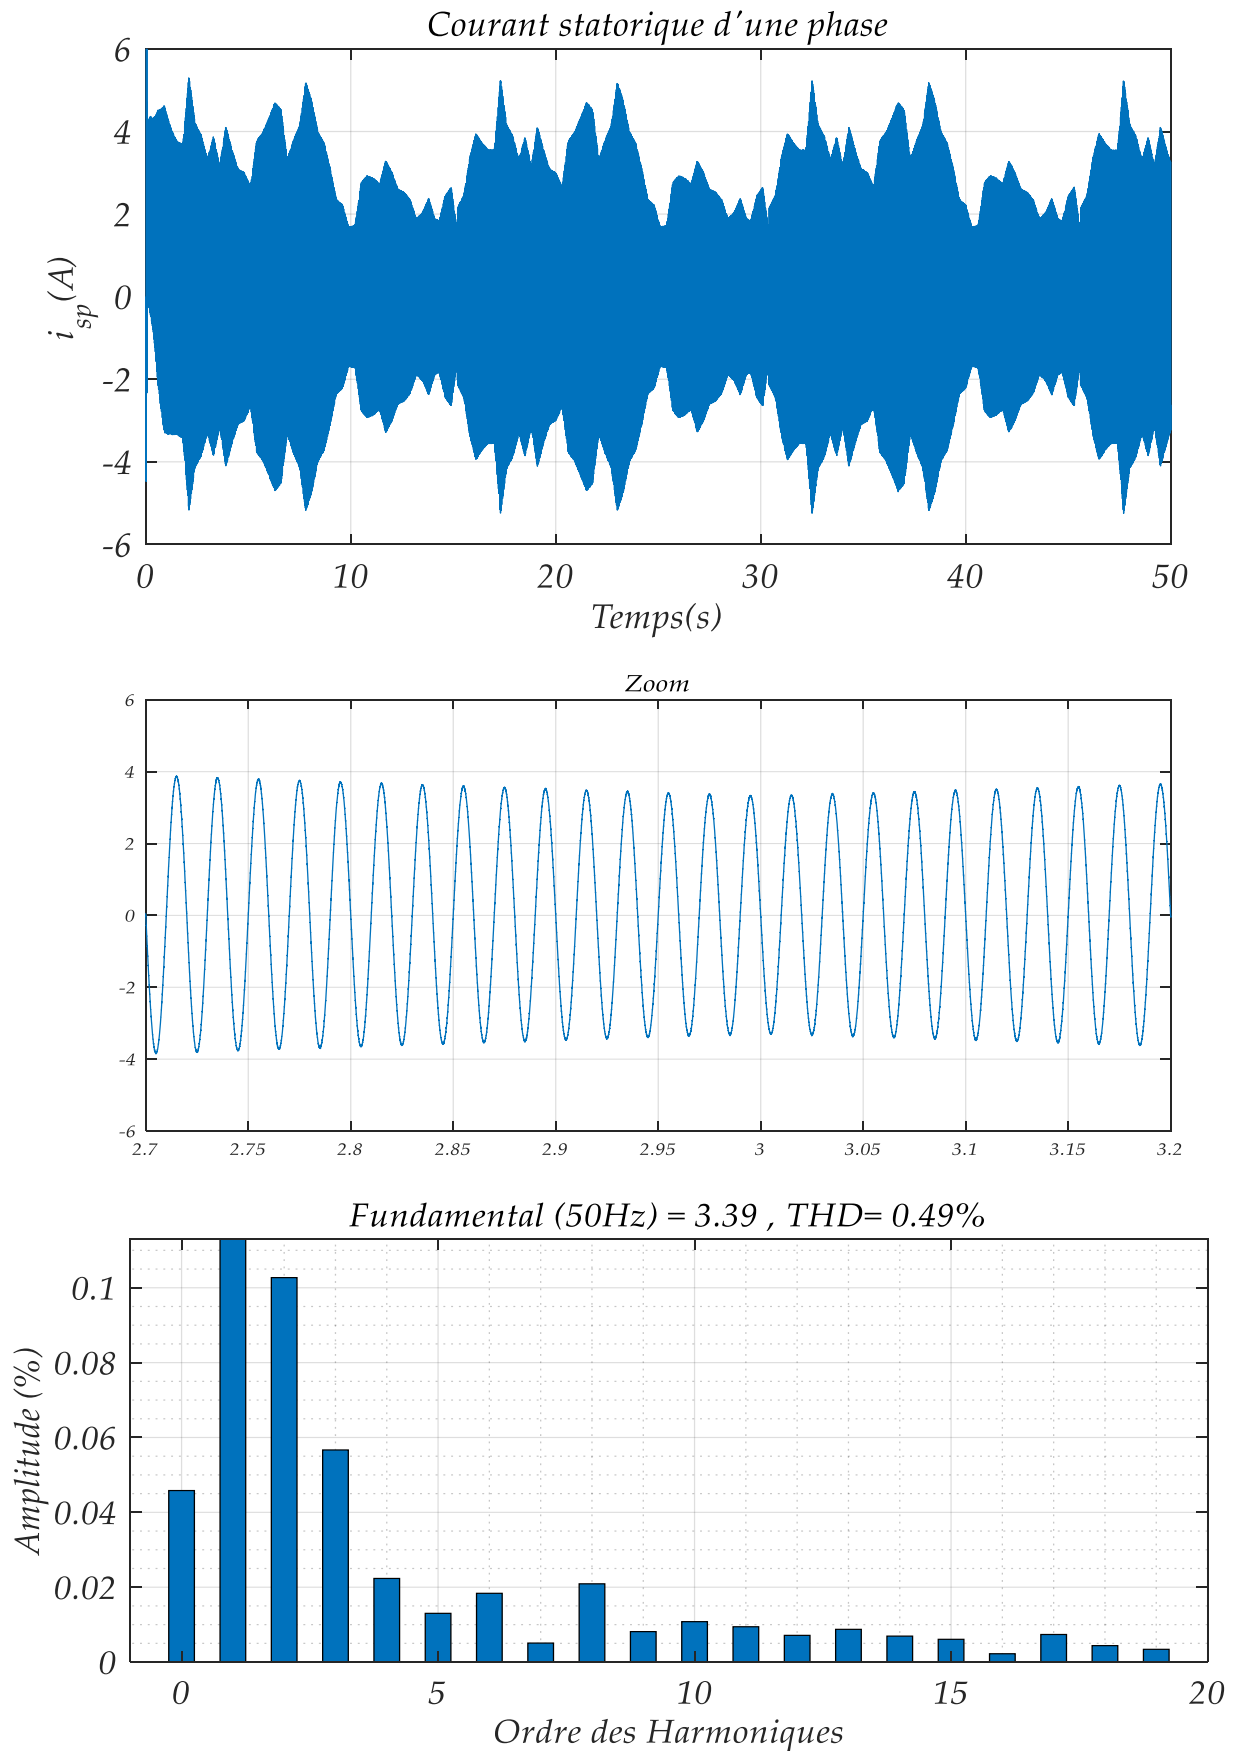 Courant statorique d'une phase
6
4
2
0
-2
-4
-6
i sp (A)
0 10 20 30 40 50
Temps(s)
Zoom
6
4
2
0
-2
-4
-6
2.7 2.75 2.8 2.85 2.9 2.95 3 3.05 3.1 3.15 3.2
Fundamental (50Hz) = 3.39 , THD= 0.49%
0.1
0.08
0.06
0.04
0.02
0
Amplitude (%)
0 5 10 15 20
Ordre des Harmoniques